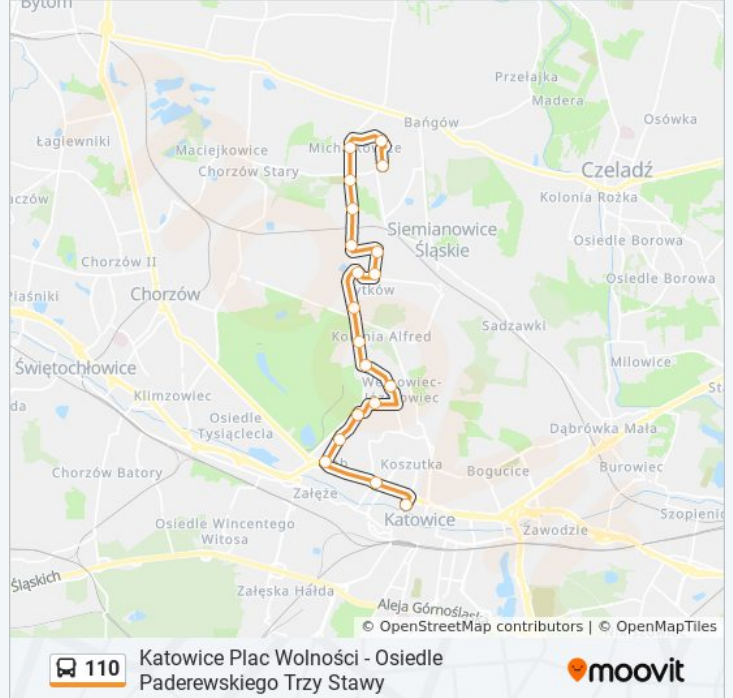 Bytom
Przełajka
Madera
Osówka
Bańgów
Łagiewniki
Maciejkowice
Chorzów Stary
Czeladź
Kolonia Rożka
Siemianowice
Śląskie
Osiedle Borowa
Chorzów II
Osiedle Borowa
Piaśniki
Chorzów
Sadzawki
Świętochłowice
Milowice
Klimzowiec
Osiedle
Tysiąclecia
Dąbrówka Mała
Burowiec
Chorzów Batory
Koszutka
Bogucice
Załęże
Katowice
Szopienic
Osiedle Wincentego
Witosa
Zawodzie
Śląskich
Załęska Hałda
Aleja Górnośląsk
© OpenStreetMap contributors | © OpenMapTiles
110
Katowice Plac Wolności - Osiedle
Paderewskiego Trzy Stawy
moovit